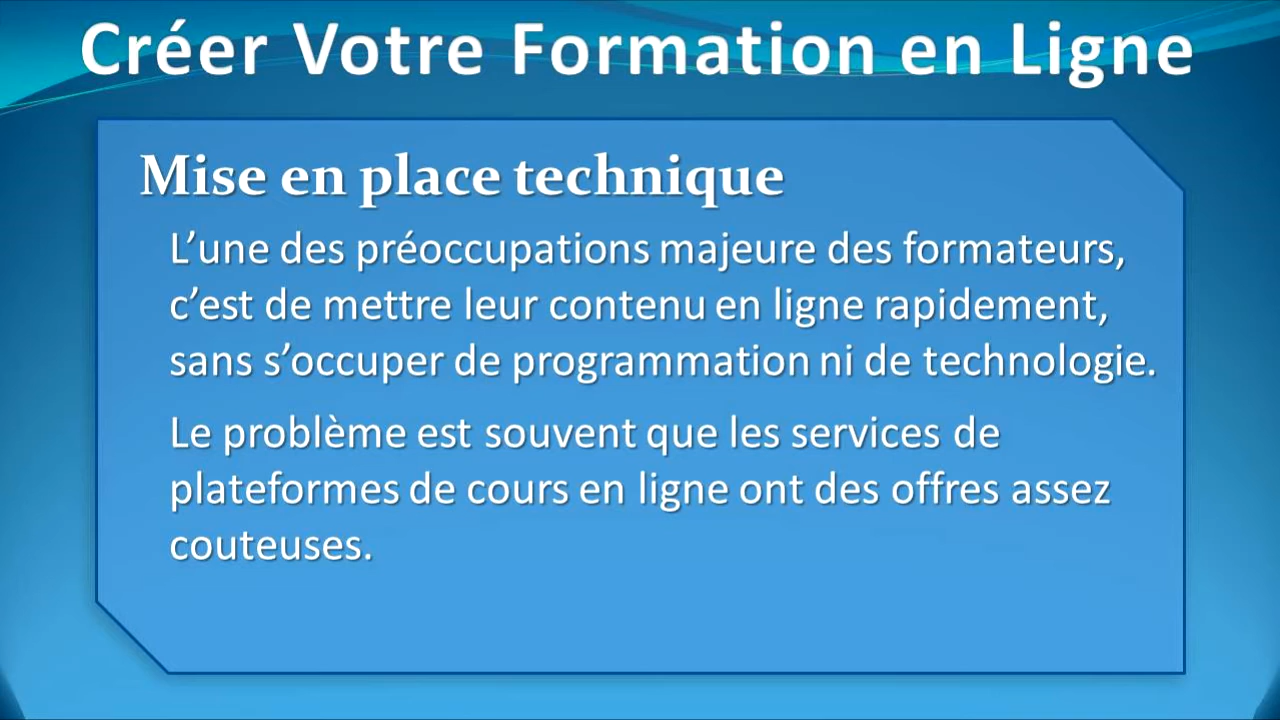 Créer Votre Formation en Ligne
Mise en place technique
L’une des préoccupations majeure des formateurs,
c’est de mettre leur contenu en ligne rapidement,
sans s’occuper de programmation ni de technologie.
Le problème est souvent que les services de
plateformes de cours en ligne ont des offres assez
couteuses.